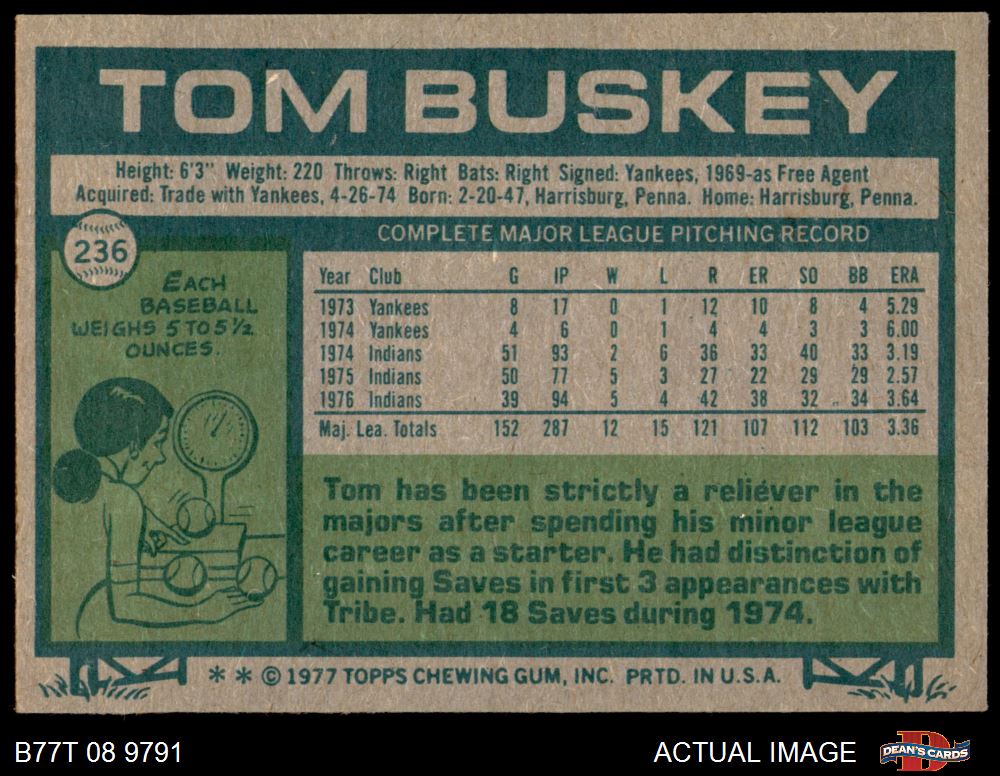 TOM BUSKEY
Height: 6'3" Weight: 220 Throws: Right Bats: Right Signed: Yankees, 1969-as Free Agent
Acquired: Trade with Yankees, 4-26-74 Born: 2-20-47, Harrisburg, Penna. Home: Harrisburg, Penna.
236
EACH
BASEBALL
WEIGHS 5 TO 5 1/2
OUNCES.
COMPLETE MAJOR LEAGUE PITCHING RECORD
Year Club G IP W L R ER SO BB ERA
1973 Yankees 8 17 0 1 12 10 8 4 5.29
1974 Yankees 4 6 0 1 4 4 3 3 6.00
1974 Indians 51 93 2 6 36 33 40 33 3.19
1975 Indians 50 77 5 3 27 22 29 29 2.57
1976 Indians 39 94 5 4 42 38 32 34 3.64
Maj. Lea. Totals 152 287 12 15 121 107 112 103 3.36
Tom has been strictly a reliever in the
majors after spending his minor league
career as a starter. He had distinction of
gaining Saves in first 3 appearances with
Tribe. Had 18 Saves during 1974.
* * © 1977 TOPPS CHEWING GUM, INC. PRTD. IN U.S.A.
B77T 08 9791
ACTUAL IMAGE
DEAN'S CARDS